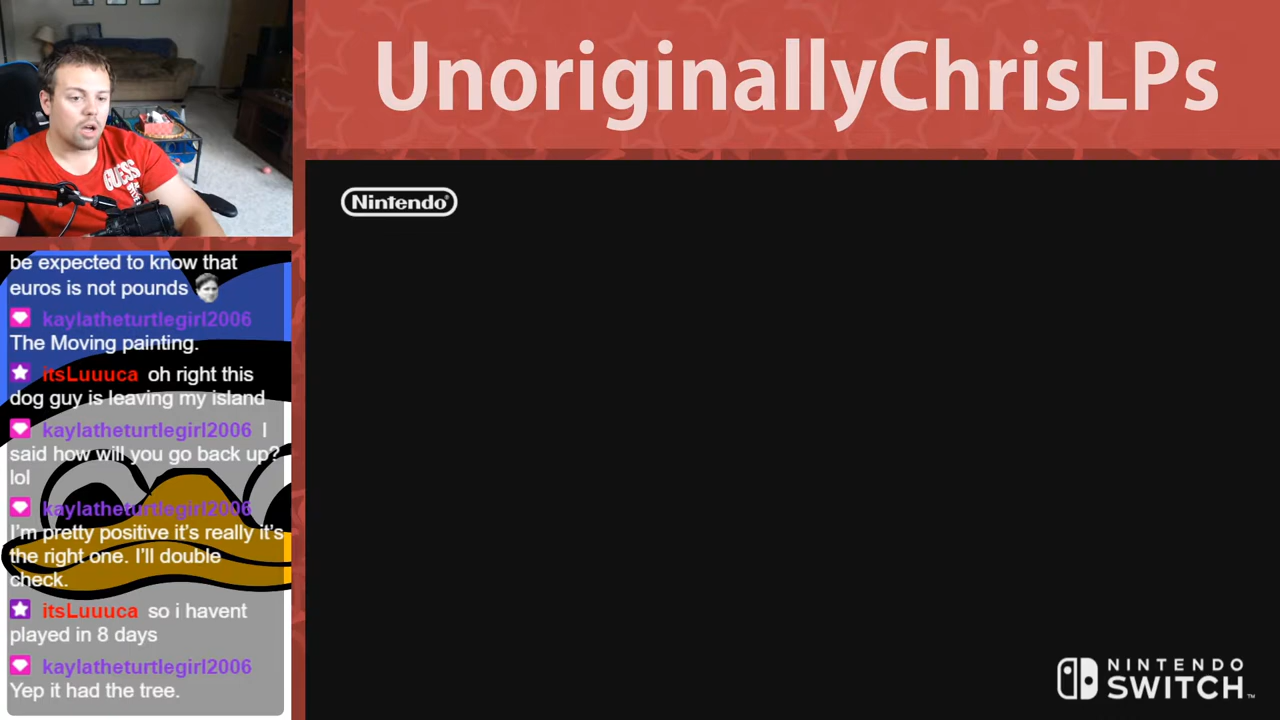 UnoriginallyChrisLPs
GUESS
Nintendo®
be expected to know that
euros is not pounds
kaylatheturtlegirl2006
The Moving painting.
itsLuuuca oh right this
dog guy is leaving my island
kaylatheturtlegirl2006 I
said how will you go back up?
lol
kaylatheturtlegirl2006
I'm pretty positive it's really it's
the right one. I'll double
check.
itsLuuuca so i havent
played in 8 days
kaylatheturtlegirl2006
Yep it had the tree.
NINTENDO
SWITCH™